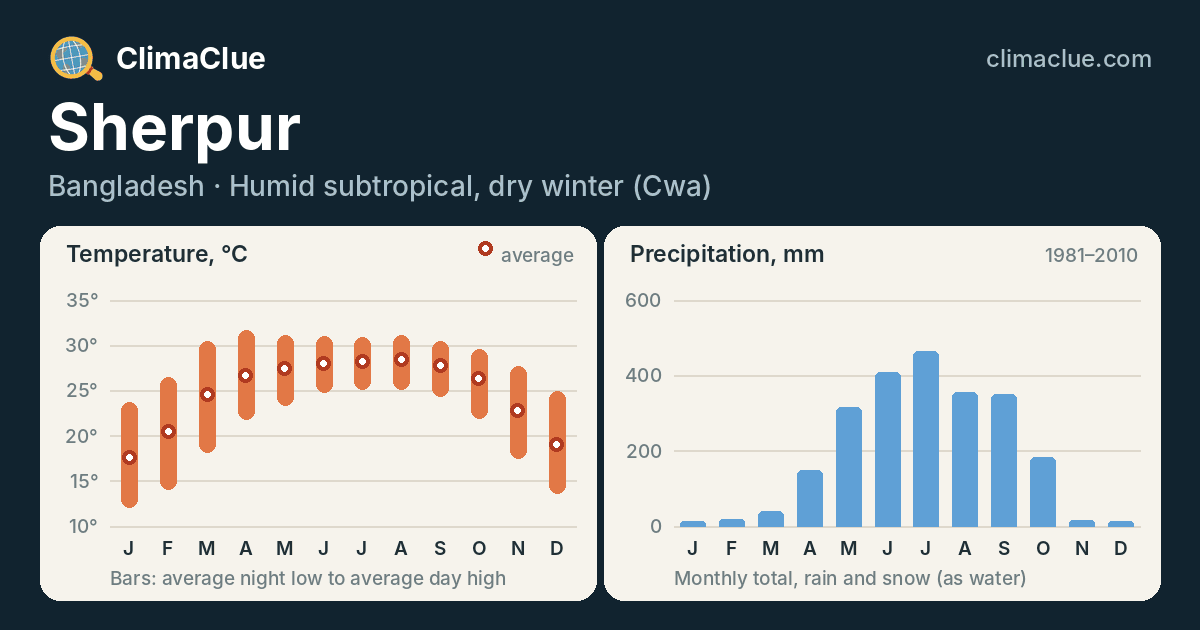 ClimaClue
climaclue.com
Sherpur
Bangladesh · Humid subtropical, dry winter (Cwa)
Temperature, °C
average
35°
30°
25°
20°
15°
10°
J F M A M J J A S O N D
Bars: average night low to average day high
Precipitation, mm
1981–2010
600
400
200
0
J F M A M J J A S O N D
Monthly total, rain and snow (as water)